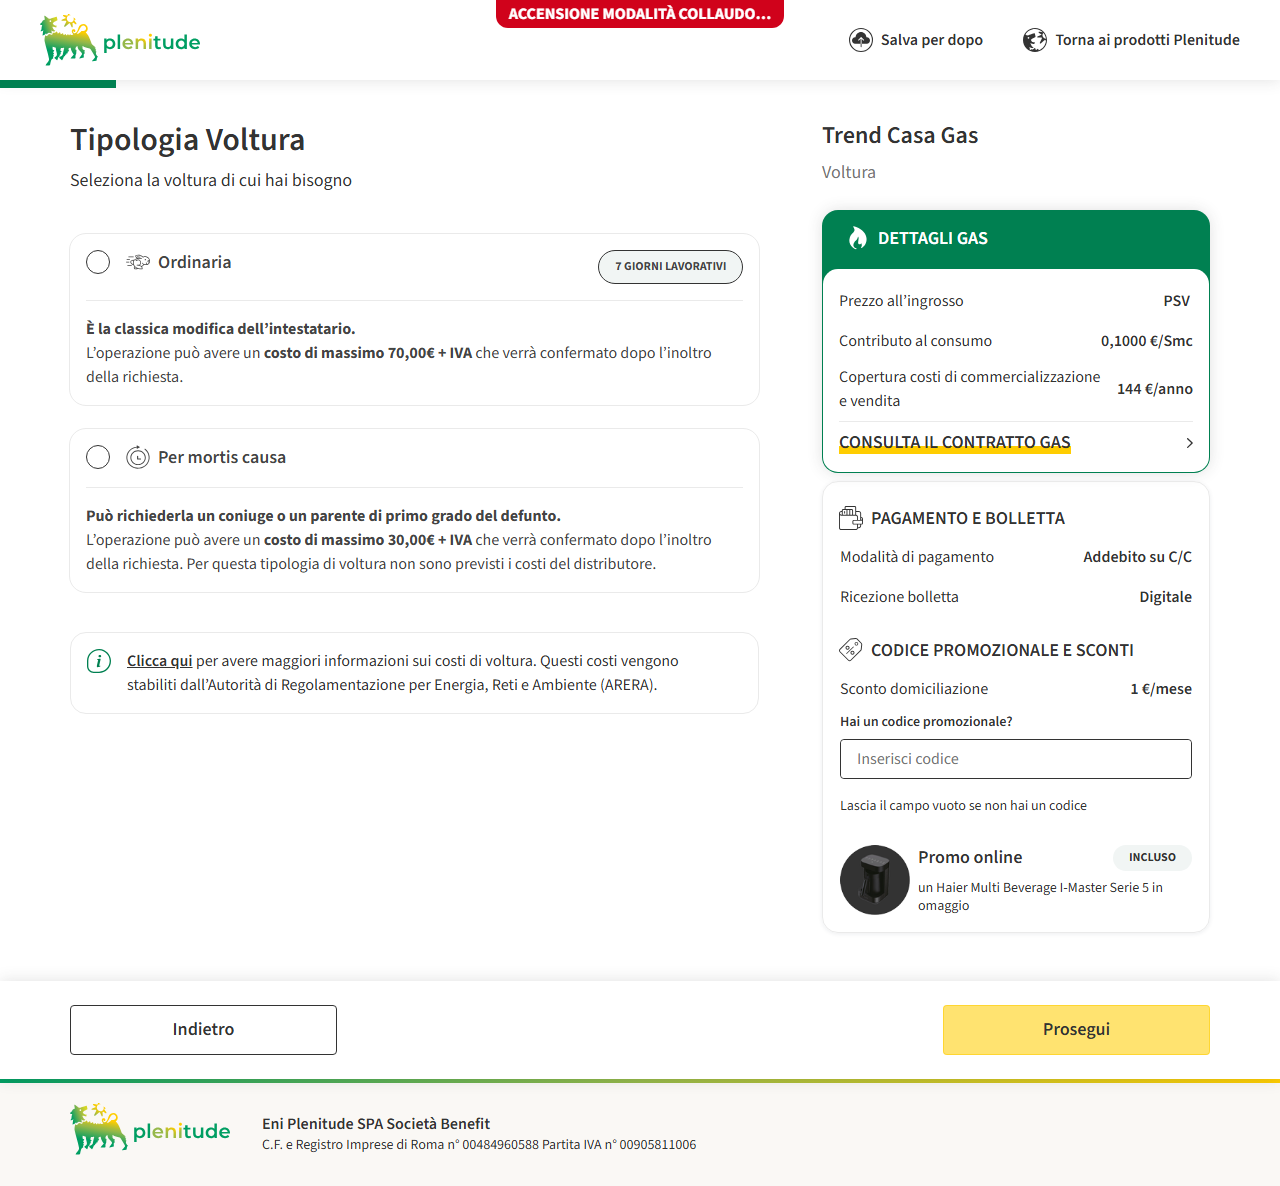 ACCENSIONE MODALITÀ COLLAUDO...
plenitude
Salva per dopo
Torna ai prodotti Plenitude
Tipologia Voltura
Seleziona la voltura di cui hai bisogno
Ordinaria
7 GIORNI LAVORATIVI
È la classica modifica dell'intestatario.
L'operazione può avere un costo di massimo 70,00€ + IVA che verrà confermato dopo l'inoltro
della richiesta.
Per mortis causa
Può richiederla un coniuge o un parente di primo grado del defunto.
L'operazione può avere un costo di massimo 30,00€ + IVA che verrà confermato dopo l'inoltro
della richiesta. Per questa tipologia di voltura non sono previsti i costi del distributore.
Clicca qui per avere maggiori informazioni sui costi di voltura. Questi costi vengono
stabiliti dall'Autorità di Regolamentazione per Energia, Reti e Ambiente (ARERA).
Trend Casa Gas
Voltura
DETTAGLI GAS
Prezzo all'ingrosso PSV
Contributo al consumo 0,1000 €/Smc
Copertura costi di commercializzazione
e vendita
144 €/anno
CONSULTA IL CONTRATTO GAS
PAGAMENTO E BOLLETTA
Modalità di pagamento Addebito su C/C
Ricezione bolletta Digitale
CODICE PROMOZIONALE E SCONTI
Sconto domiciliazione 1 €/mese
Hai un codice promozionale?
Inserisci codice
Lascia il campo vuoto se non hai un codice
Promo online
INCLUSO
un Haier Multi Beverage I-Master Serie 5 in
omaggio
Indietro
Prosegui
plenitude
Eni Plenitude SPA Società Benefit
C.F. e Registro Imprese di Roma n° 00484960588 Partita IVA n° 00905811006